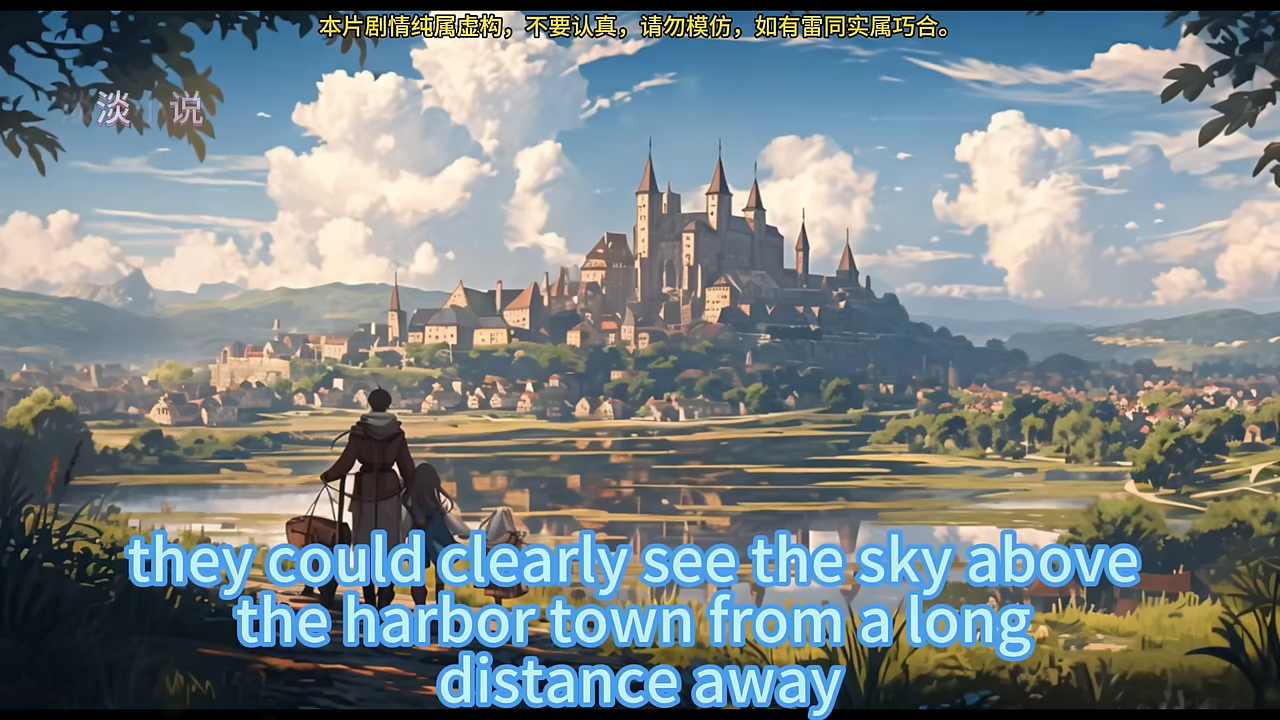 本片剧情纯属虚构，不要认真，请勿模仿，如有雷同实属巧合。
淡 说
they could clearly see the sky above
the harbor town from a long
distance away